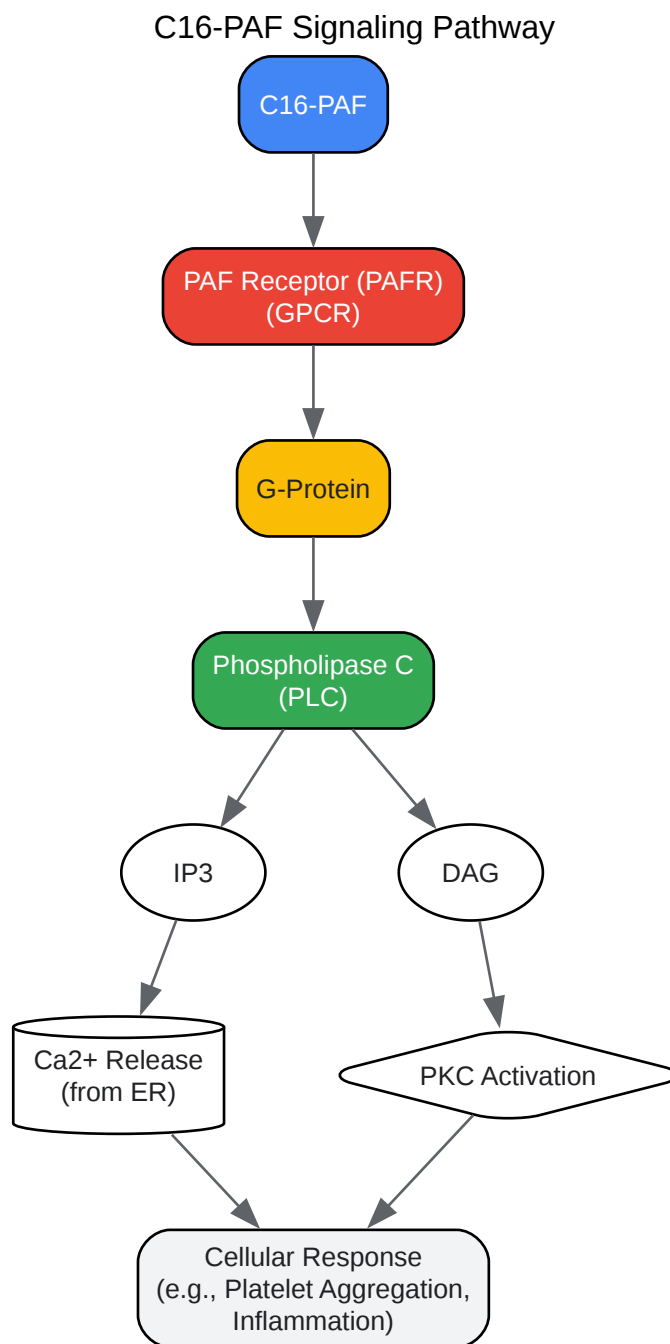 C16-PAF Signaling Pathway
C16-PAF
PAF Receptor (PAFR)
(GPCR)
G-Protein
Phospholipase C
(PLC)
IP3
DAG
Ca2+ Release
(from ER)
PKC Activation
Cellular Response
(e.g., Platelet Aggregation,
Inflammation)